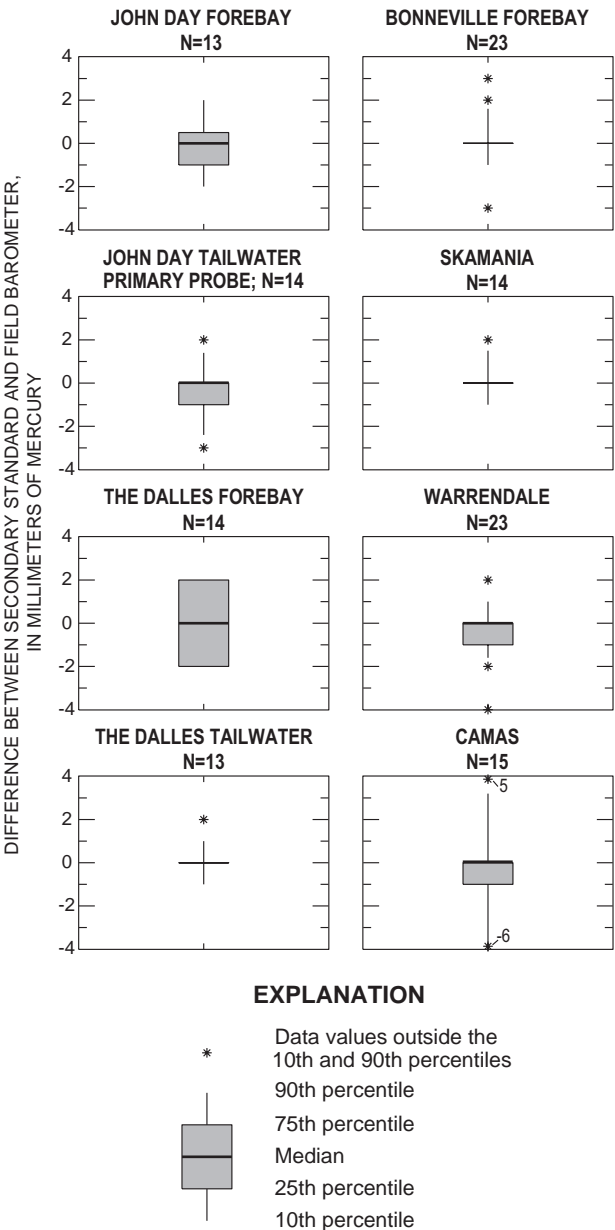 JOHN DAY FOREBAY
N=13
BONNEVILLE FOREBAY
N=23
4
2
0
-2
-4
JOHN DAY TAILWATER
PRIMARY PROBE; N=14
SKAMANIA
N=14
4
2
0
-2
-4
THE DALLES FOREBAY
N=14
WARRENDALE
N=23
4
2
0
-2
-4
THE DALLES TAILWATER
N=13
CAMAS
N=15
4
2
0
-2
-4
5
-6
DIFFERENCE BETWEEN SECONDARY STANDARD AND FIELD BAROMETER,
IN MILLIMETERS OF MERCURY
EXPLANATION
Data values outside the
10th and 90th percentiles
90th percentile
75th percentile
Median
25th percentile
10th percentile